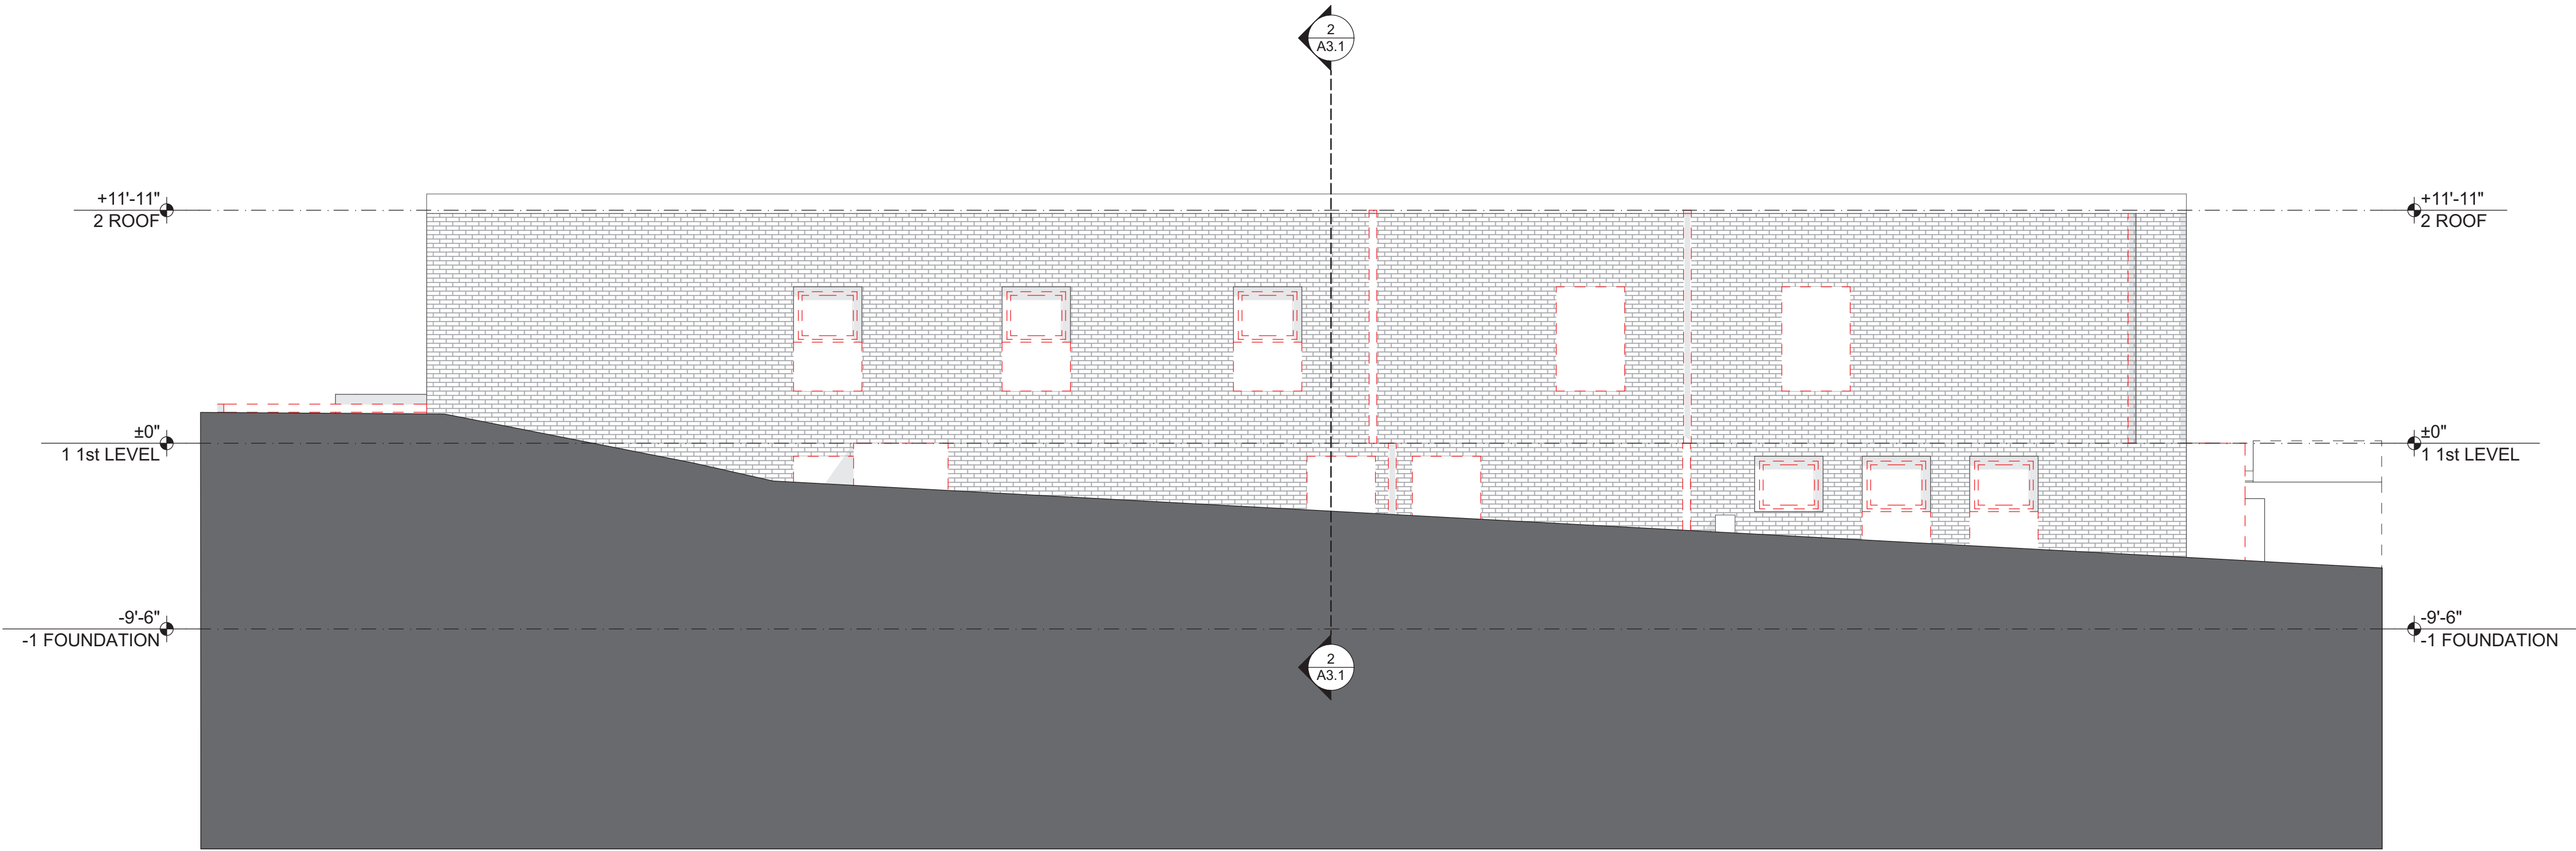 2
A3.1
+11'-11"
2 ROOF
+11'-11"
2 ROOF
±0"
1 1st LEVEL
±0"
1 1st LEVEL
-9'-6"
-1 FOUNDATION
-9'-6"
-1 FOUNDATION
2
A3.1